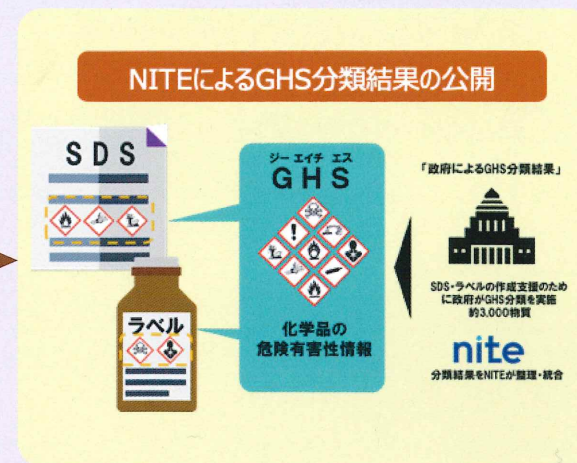 NITEによるGHS分類結果の公開
SDS
ラベル
ジー エイチ エス
GHS
化学品の
危険有害性情報
「政府によるGHS分類結果」
SDS・ラベルの作成支援のため
に政府がGHS分類を実施
約3,000物質
nite
分類結果をNITEが整理・統合